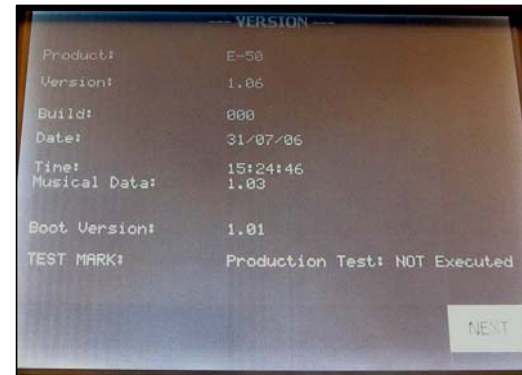 --- VERSION ---
Product: E-50
Version: 1.06
Build: 000
Date: 31/07/06
Time: 15:24:46
Musical Data: 1.03
Boot Version: 1.01
TEST MARK: Production Test: NOT Executed
NEXT